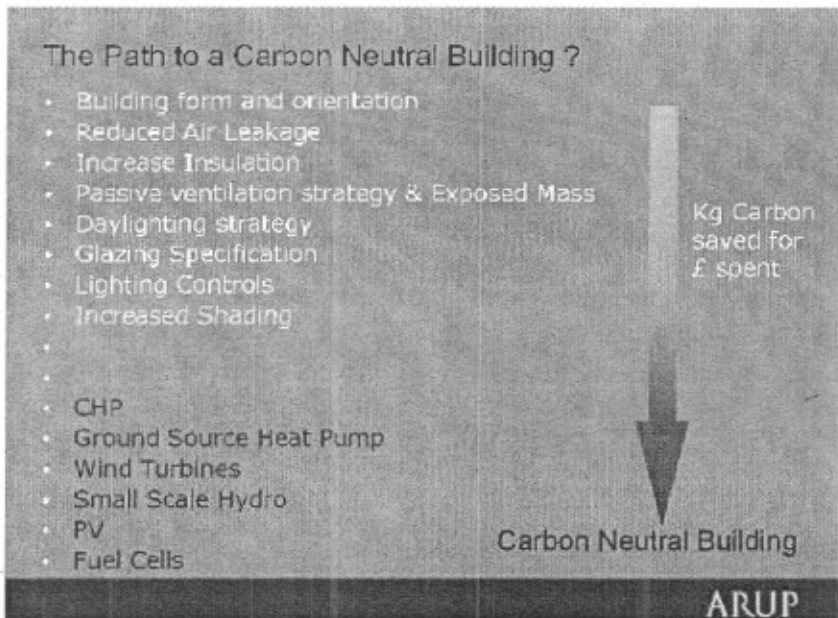 The Path to a Carbon Neutral Building ?
• Building form and orientation
• Reduced Air Leakage
• Increase Insulation
• Passive ventilation strategy & Exposed Mass
• Daylighting strategy
• Glazing Specification
• Lighting Controls
• Increased Shading
•
•
• CHP
• Ground Source Heat Pump
• Wind Turbines
• Small Scale Hydro
• PV
• Fuel Cells
Kg Carbon
saved for
£ spent
Carbon Neutral Building
ARUP